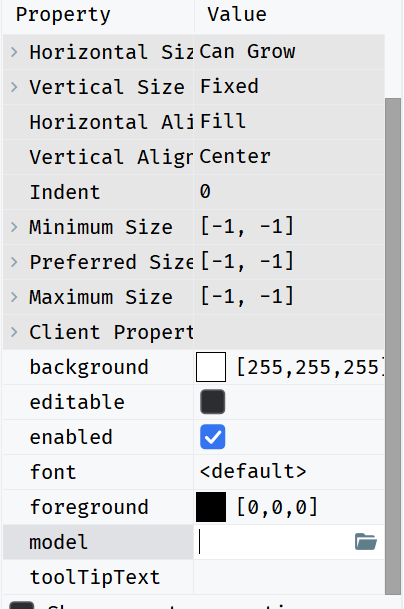 Property Value
Horizontal Siz Can Grow
Vertical Size Fixed
Horizontal Ali Fill
Vertical Align Center
Indent 0
Minimum Size [-1, -1]
Preferred Size [-1, -1]
Maximum Size [-1, -1]
Client Propert
background [255,255,255]
editable
enabled
font <default>
foreground [0,0,0]
model
toolTipText